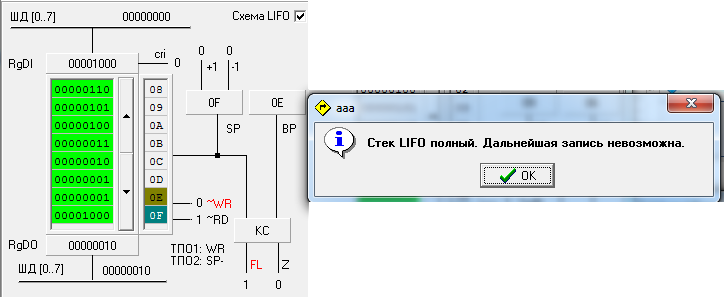 ШД [0..7] 00000000 Схема LIFO
RgDI 00001000 cri 0 0 0
+1 -1
00000110 08
00000101 09 0F 0E
00000100 0A
00000011 0B SP BP
00000010 0C
00000001 0D
00000001 0E 0 ~WR
00001000 0F 1 ~RD
КС
RgDO 00000010 ТПО1: WR
ТПО2: SP-
ШД [0..7] 00000010 FL Z
1 0
aaa
Стек LIFO полный. Дальнейшая запись невозможна.
OK